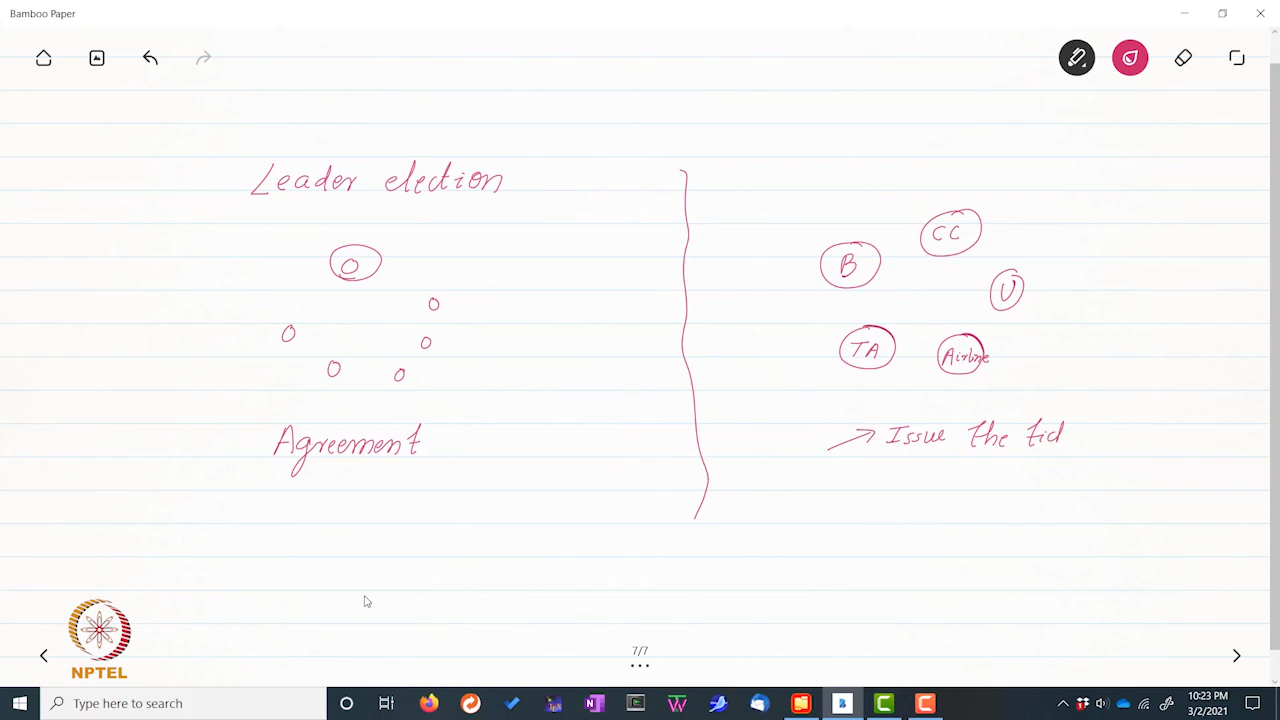 Bamboo Paper
Leader election
Agreement
CC
B
U
TA
Airline
Issue the tic
7/7
NPTEL
Type here to search
10:23 PM
3/2/2021